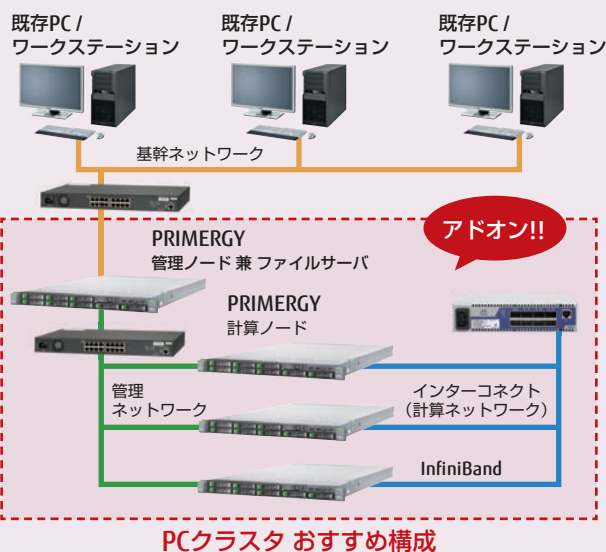 既存PC /
ワークステーション
既存PC /
ワークステーション
既存PC /
ワークステーション
基幹ネットワーク
アドオン!!
PRIMERGY
管理ノード 兼 ファイルサーバ
PRIMERGY
計算ノード
管理
ネットワーク
インターコネクト
（計算ネットワーク）
InfiniBand
PCクラスタ おすすめ構成